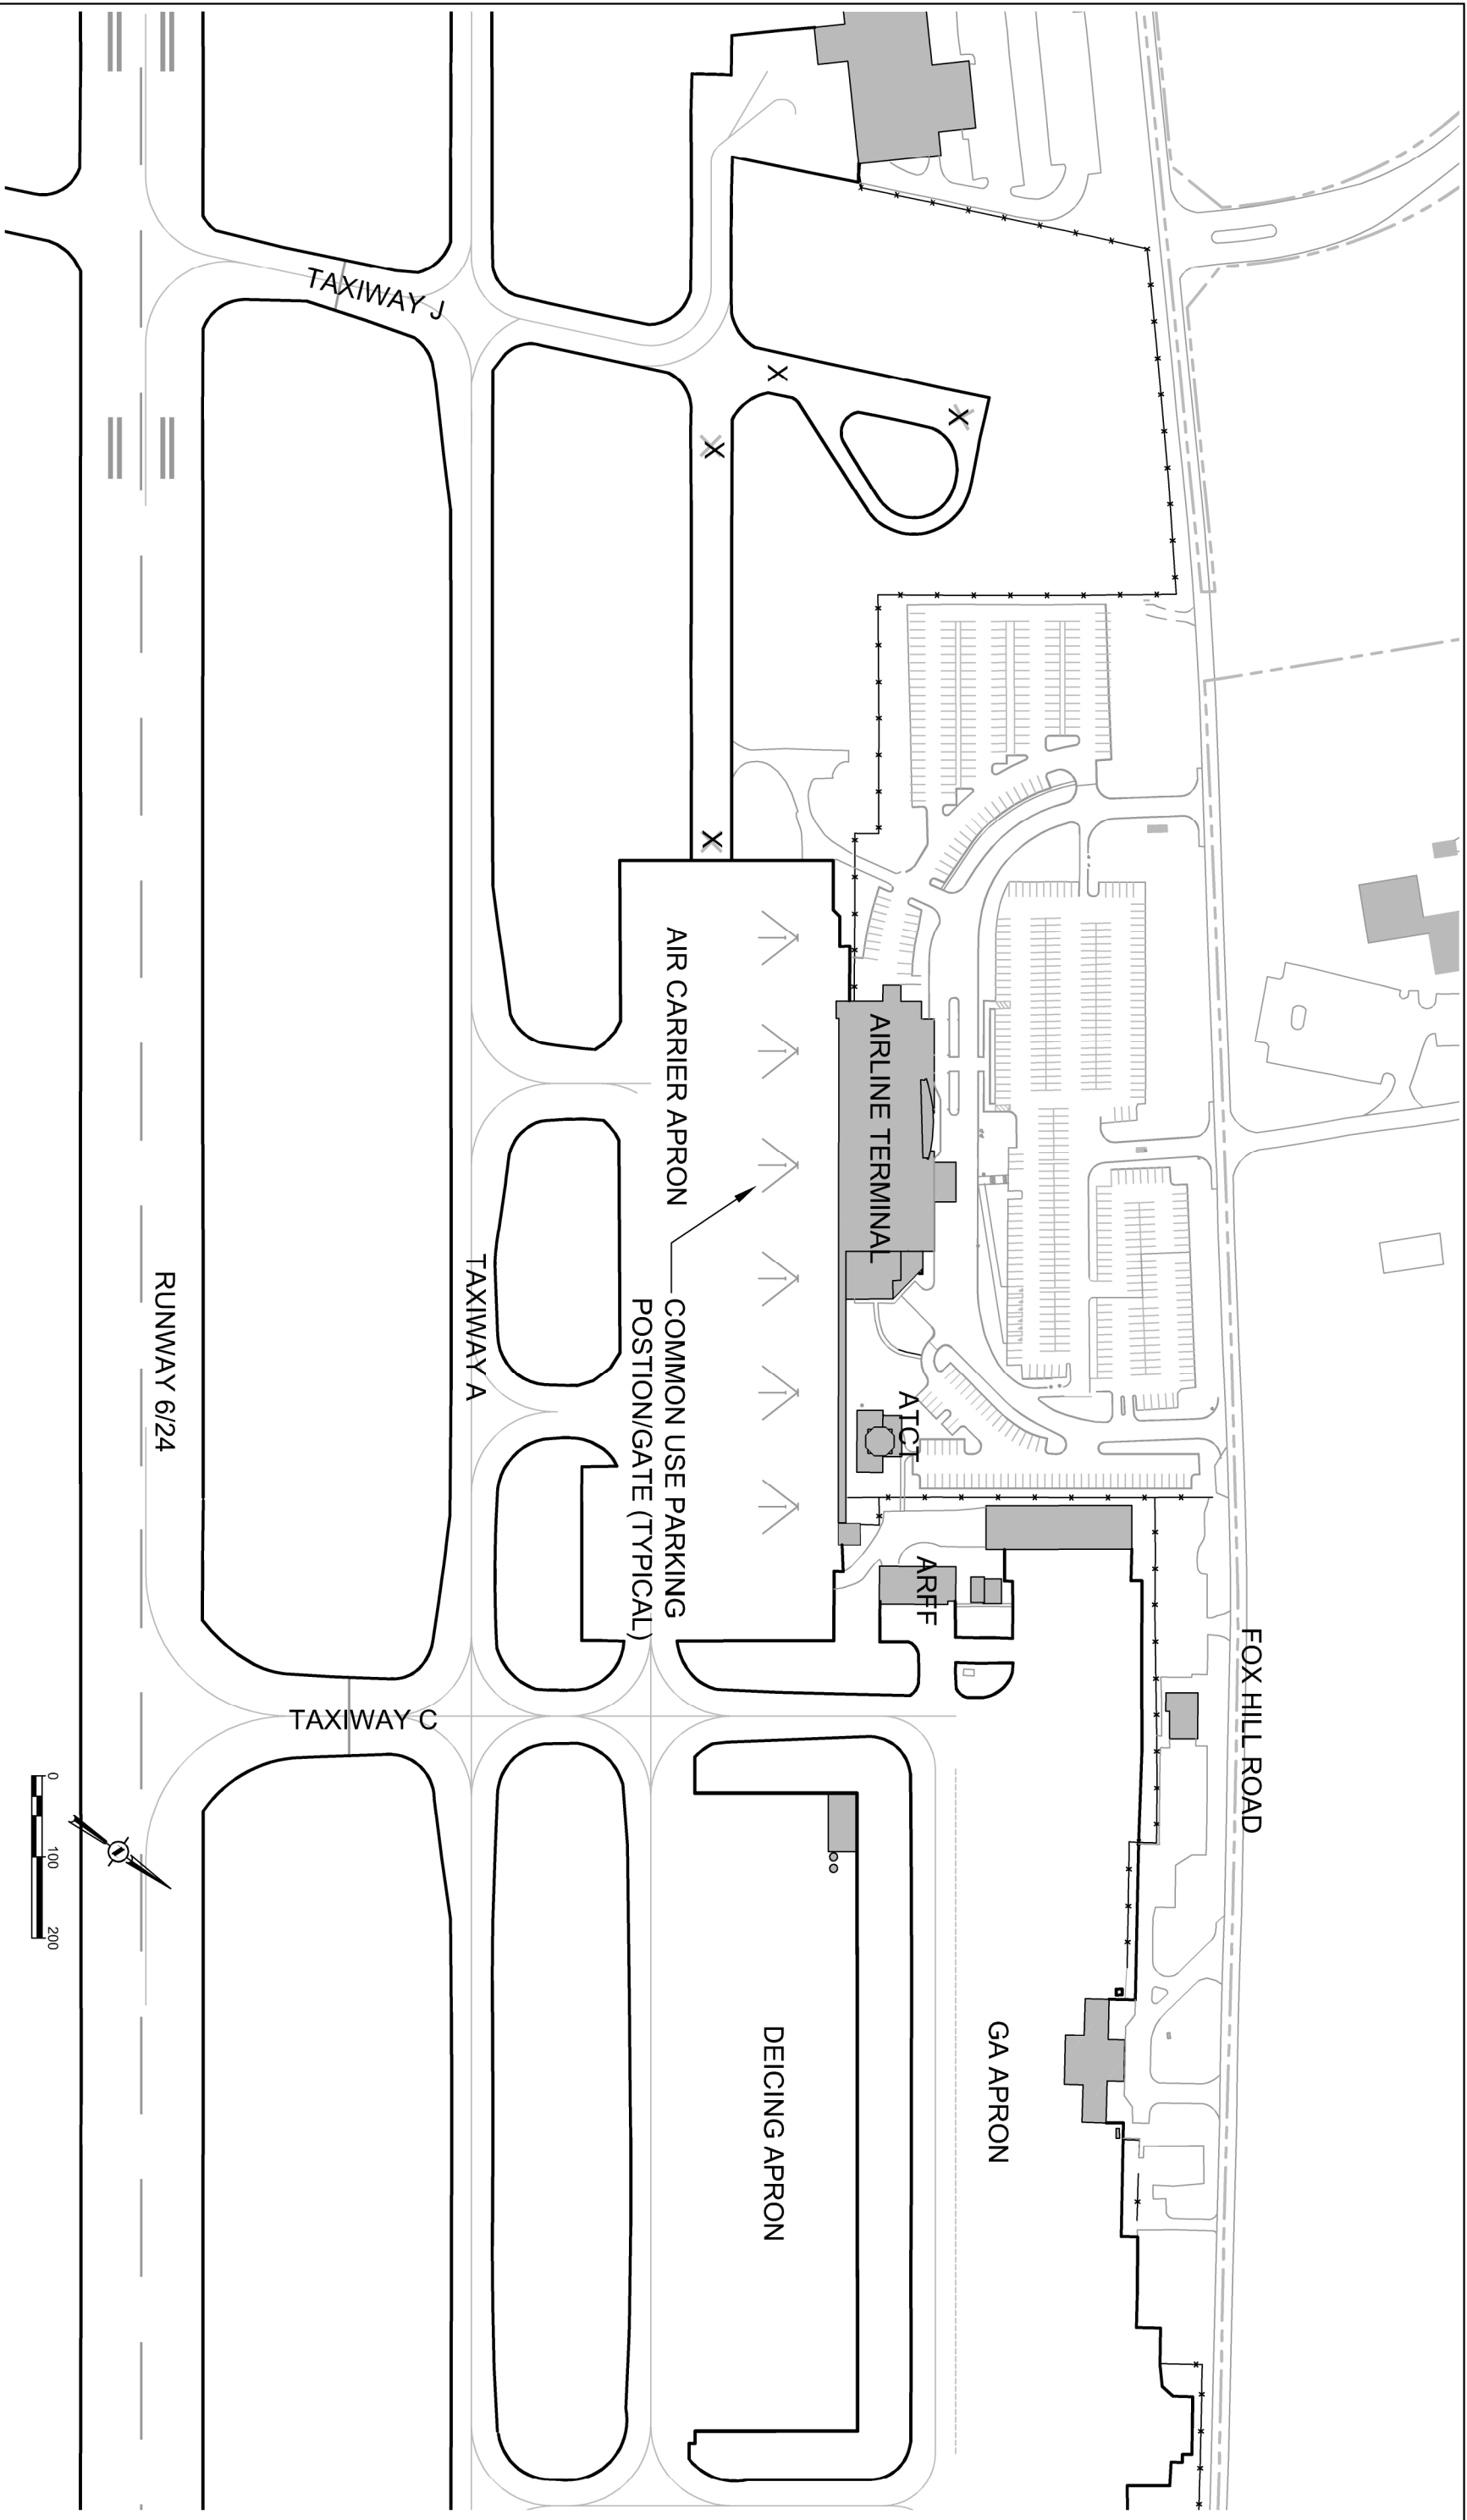 FOX HILL ROAD
GA APRON
ARFF
ATCT
AIRLINE TERMINAL
DEICING APRON
AIR CARRIER APRON
COMMON USE PARKING
POSTION/GATE (TYPICAL)
TAXIWAY A
TAXIWAY J
TAXIWAY C
RUNWAY 6/24
0 100 200
X
X
X
X